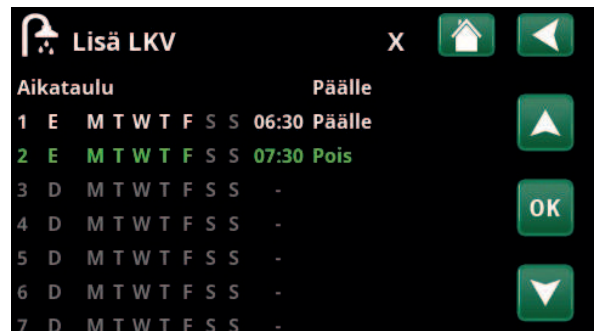 Lisä LKV X
Aikataulu Päälle
1 E M T W T F S S 06:30 Päälle
2 E M T W T F S S 07:30 Pois
3 D M T W T F S S -
4 D M T W T F S S -
OK
5 D M T W T F S S -
6 D M T W T F S S -
7 D M T W T F S S